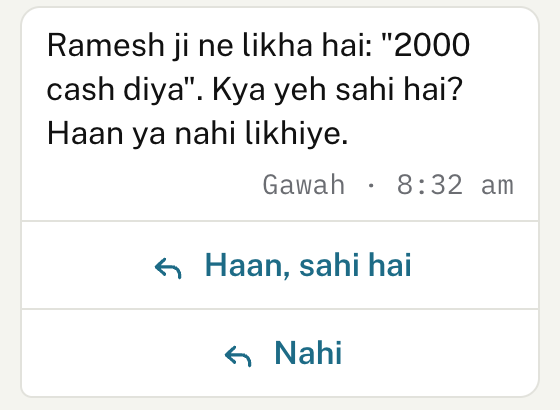 Ramesh ji ne likha hai: "2000
cash diya". Kya yeh sahi hai?
Haan ya nahi likhiye.
Gawah · 8:32 am
Haan, sahi hai
Nahi